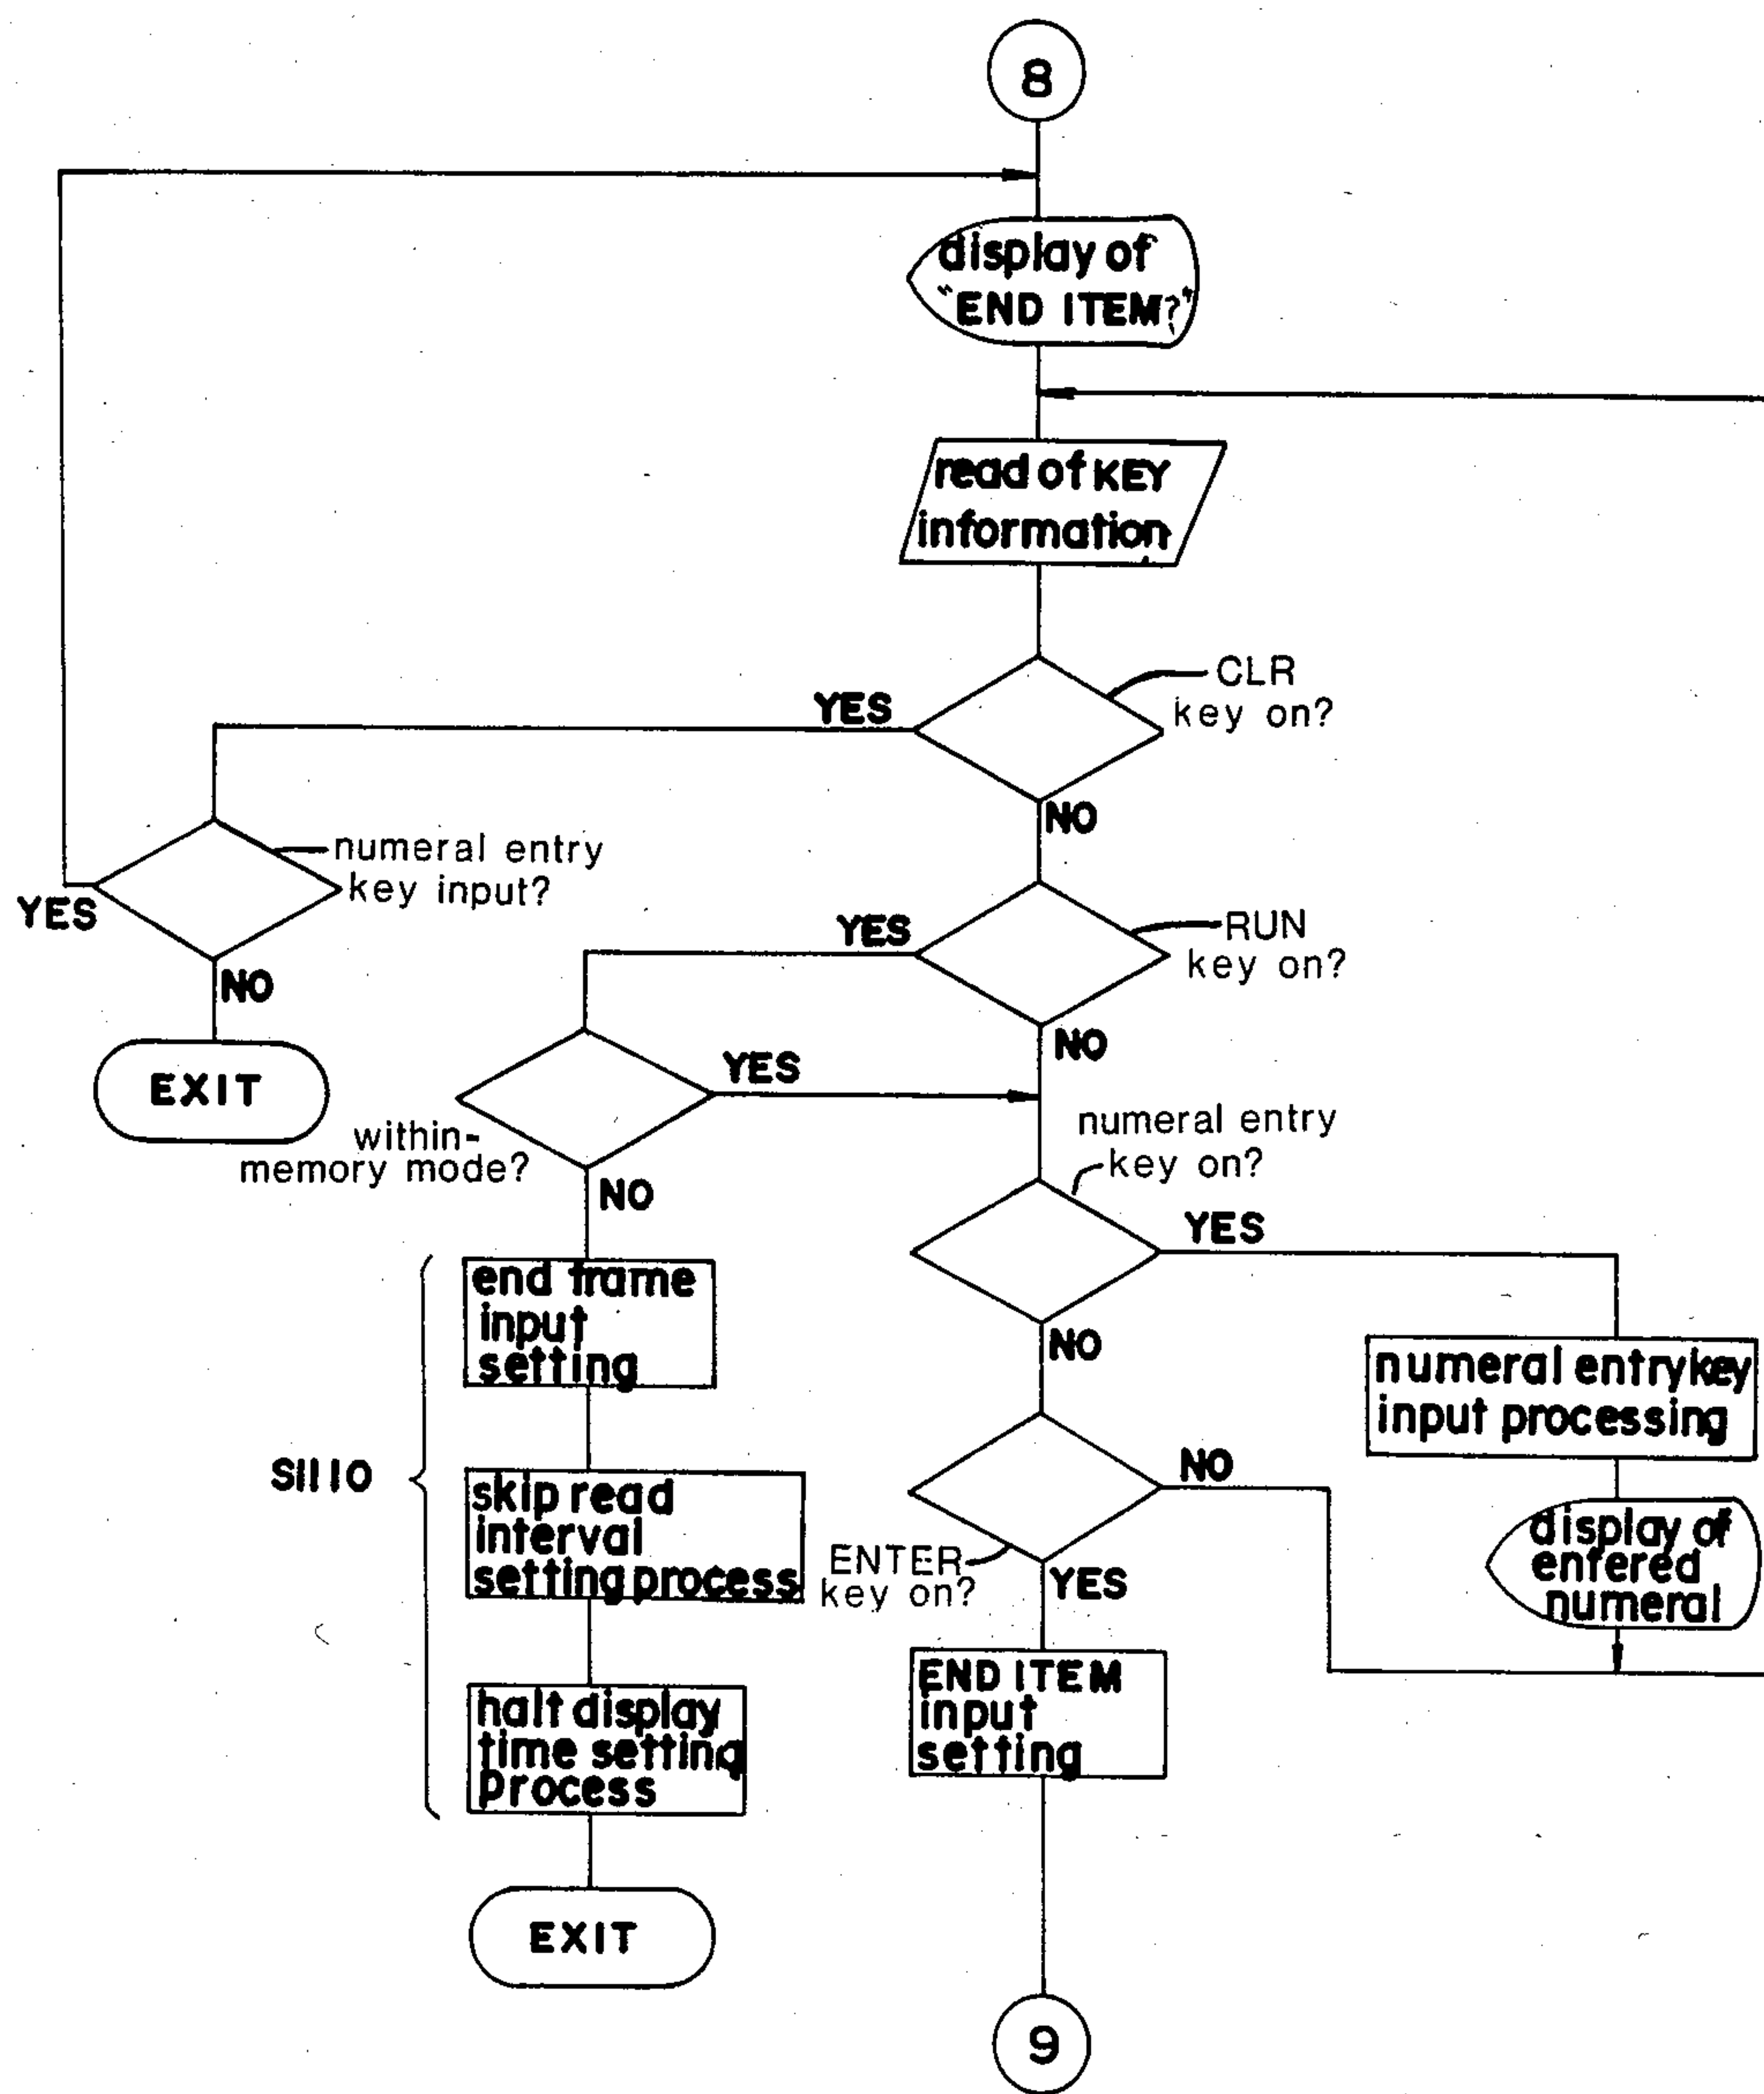 8
display of
"END ITEM?"
read of KEY
information
CLR
key on?
YES
NO
numeral entry
key input?
YES
NO
EXIT
RUN
key on?
YES
NO
YES
within-
memory mode?
NO
numeral entry
key on?
YES
NO
end frame
input
setting
numeral entry key
input processing
S1110
skip read
interval
setting process
NO
ENTER
key on?
YES
display of
entered
numeral
halt display
time setting
process
END ITEM
input
setting
EXIT
9